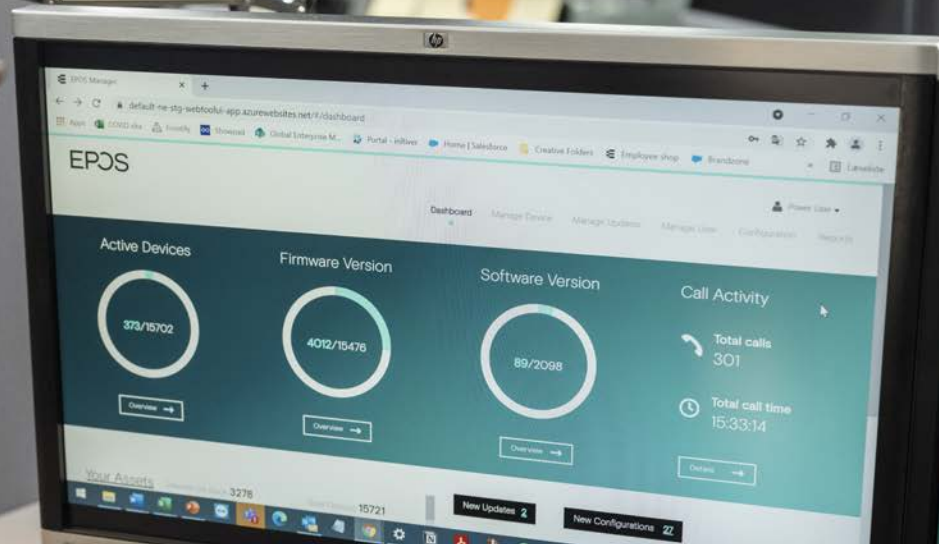 hp
EPOS Manager
default-ne-stg-webtoolui-app.azurewebsites.net/#/dashboard
Apps COVID site Showpad Global Enterprise M... Portal - inRiver Home | Salesforce Creative Folders Employee shop Brandzone Læseliste
EPOS
Power User
Dashboard Manage Device Manage Updates Manage User Configuration Reports
Active Devices
373/15702
Overview →
Firmware Version
4012/15476
Overview →
Software Version
89/2098
Overview →
Call Activity
Total calls
301
Total call time
15:33:14
Details →
Your Assets
3278
15721
New Updates 2
New Configurations 27